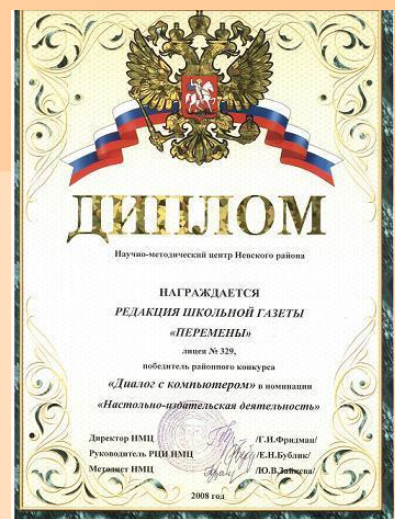 ДИПЛОМ
Научно-методический центр Невского района
НАГРАЖДАЕТСЯ
РЕДАКЦИЯ ШКОЛЬНОЙ ГАЗЕТЫ
«ПЕРЕМЕНЫ»
лицея № 329,
победитель районного конкурса
«Диалог с компьютером» в номинации
«Настольно-издательская деятельность»
Директор НМЦ /Г.И.Фридман/
Руководитель РЦИ НМЦ /Е.Н.Бублик/
Методист НМЦ /Ю.В.Зайцева/
2008 год